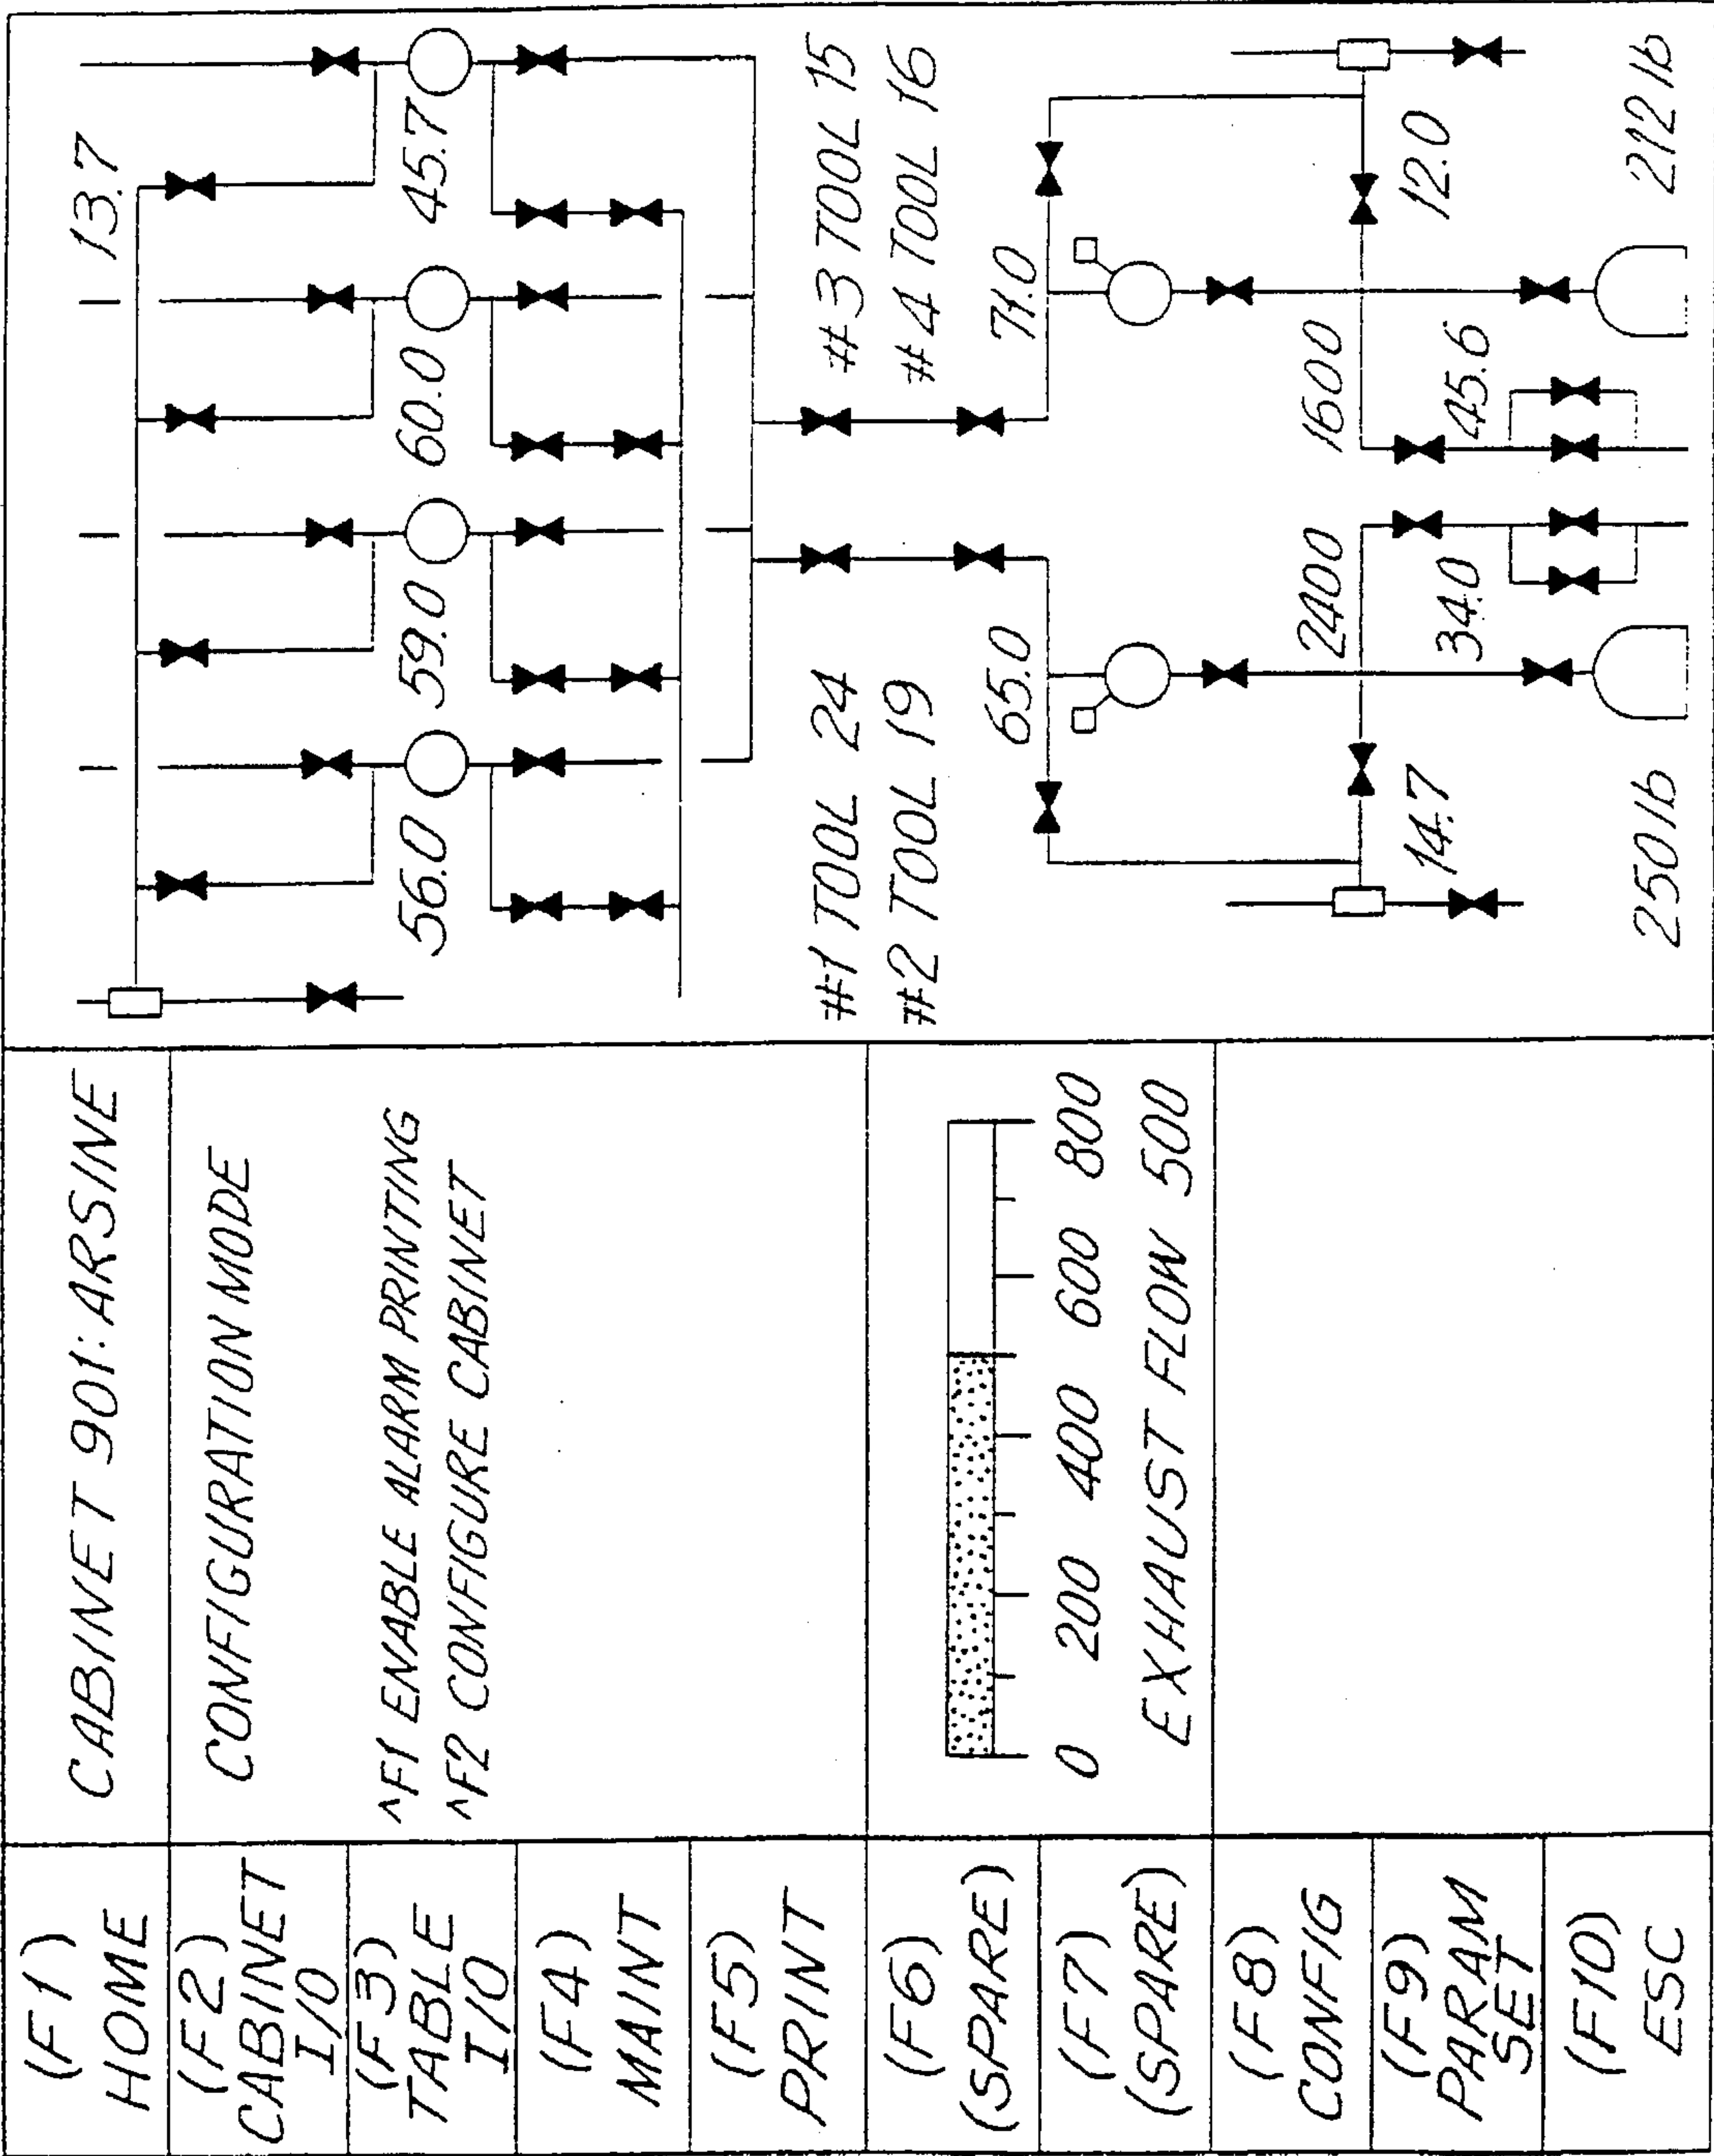 (F1)
HOME
(F2)
CABINET
I/O
(F3)
TABLE
I/O
(F4)
MAINT
(F5)
PRINT
(F6)
(SPARE)
(F7)
(SPARE)
(F8)
CONFIG
(F9)
PARAM
SET
(F10)
ESC
CABINET 901: ARSINE
CONFIGURATION MODE
^F1 ENABLE ALARM PRINTING
^F2 CONFIGURE CABINET
0 200 400 600 800
EXHAUST FLOW 500
13.7
56.0 59.0 60.0 45.7
#1 TOOL 24 #3 TOOL 15
#2 TOOL 19 #4 TOOL 16
65.0 71.0
2400 1600
14.7 34.0 45.6 12.0
250 lb 212 lb